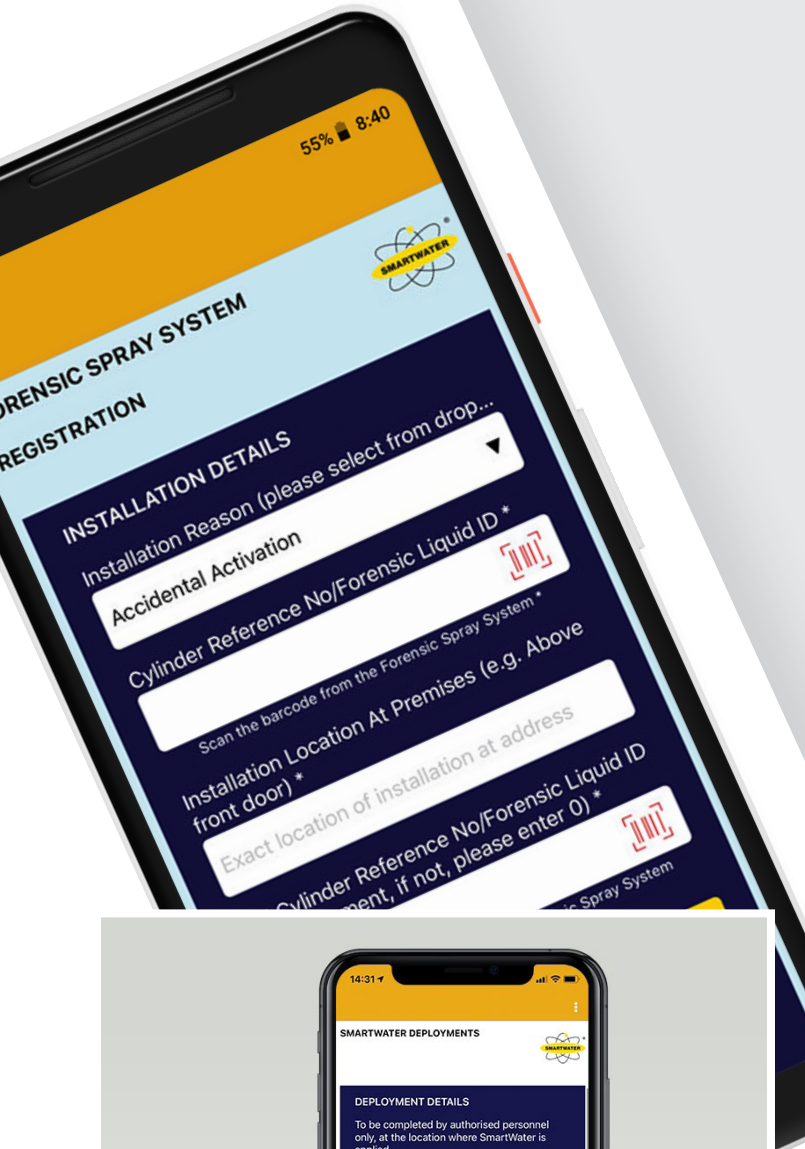 55% 8:40
SMARTWATER
FORENSIC SPRAY SYSTEM
REGISTRATION
INSTALLATION DETAILS
Installation Reason (please select from drop...
Accidental Activation
Cylinder Reference No/Forensic Liquid ID *
Scan the barcode from the Forensic Spray System *
Installation Location At Premises (e.g. Above
front door) *
Exact location of installation at address
Cylinder Reference No/Forensic Liquid ID
if not, please enter 0) *
Spray System
14:31
SMARTWATER DEPLOYMENTS
SMARTWATER
DEPLOYMENT DETAILS
To be completed by authorised personnel
only, at the location where SmartWater is
applied